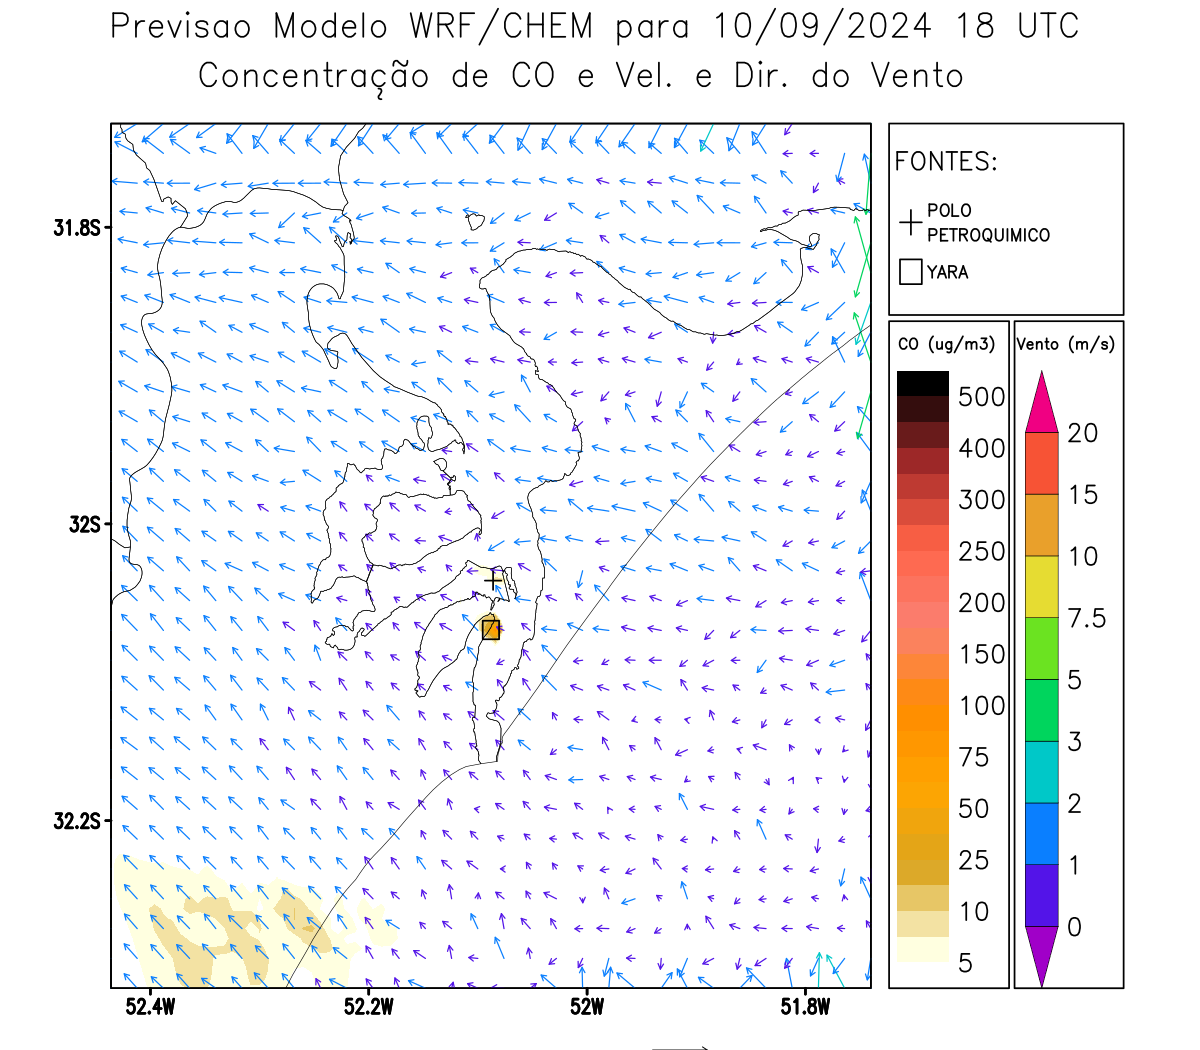 Previsao Modelo WRF/CHEM para 10/09/2024 18 UTC
Concentração de CO e Vel. e Dir. do Vento
FONTES:
POLO
PETROQUIMICO
YARA
31.8S
32S
32.2S
52.4W 52.2W 52W 51.8W
CO (ug/m3)
500
400
300
250
200
150
100
75
50
25
10
5
Vento (m/s)
20
15
10
7.5
5
3
2
1
0